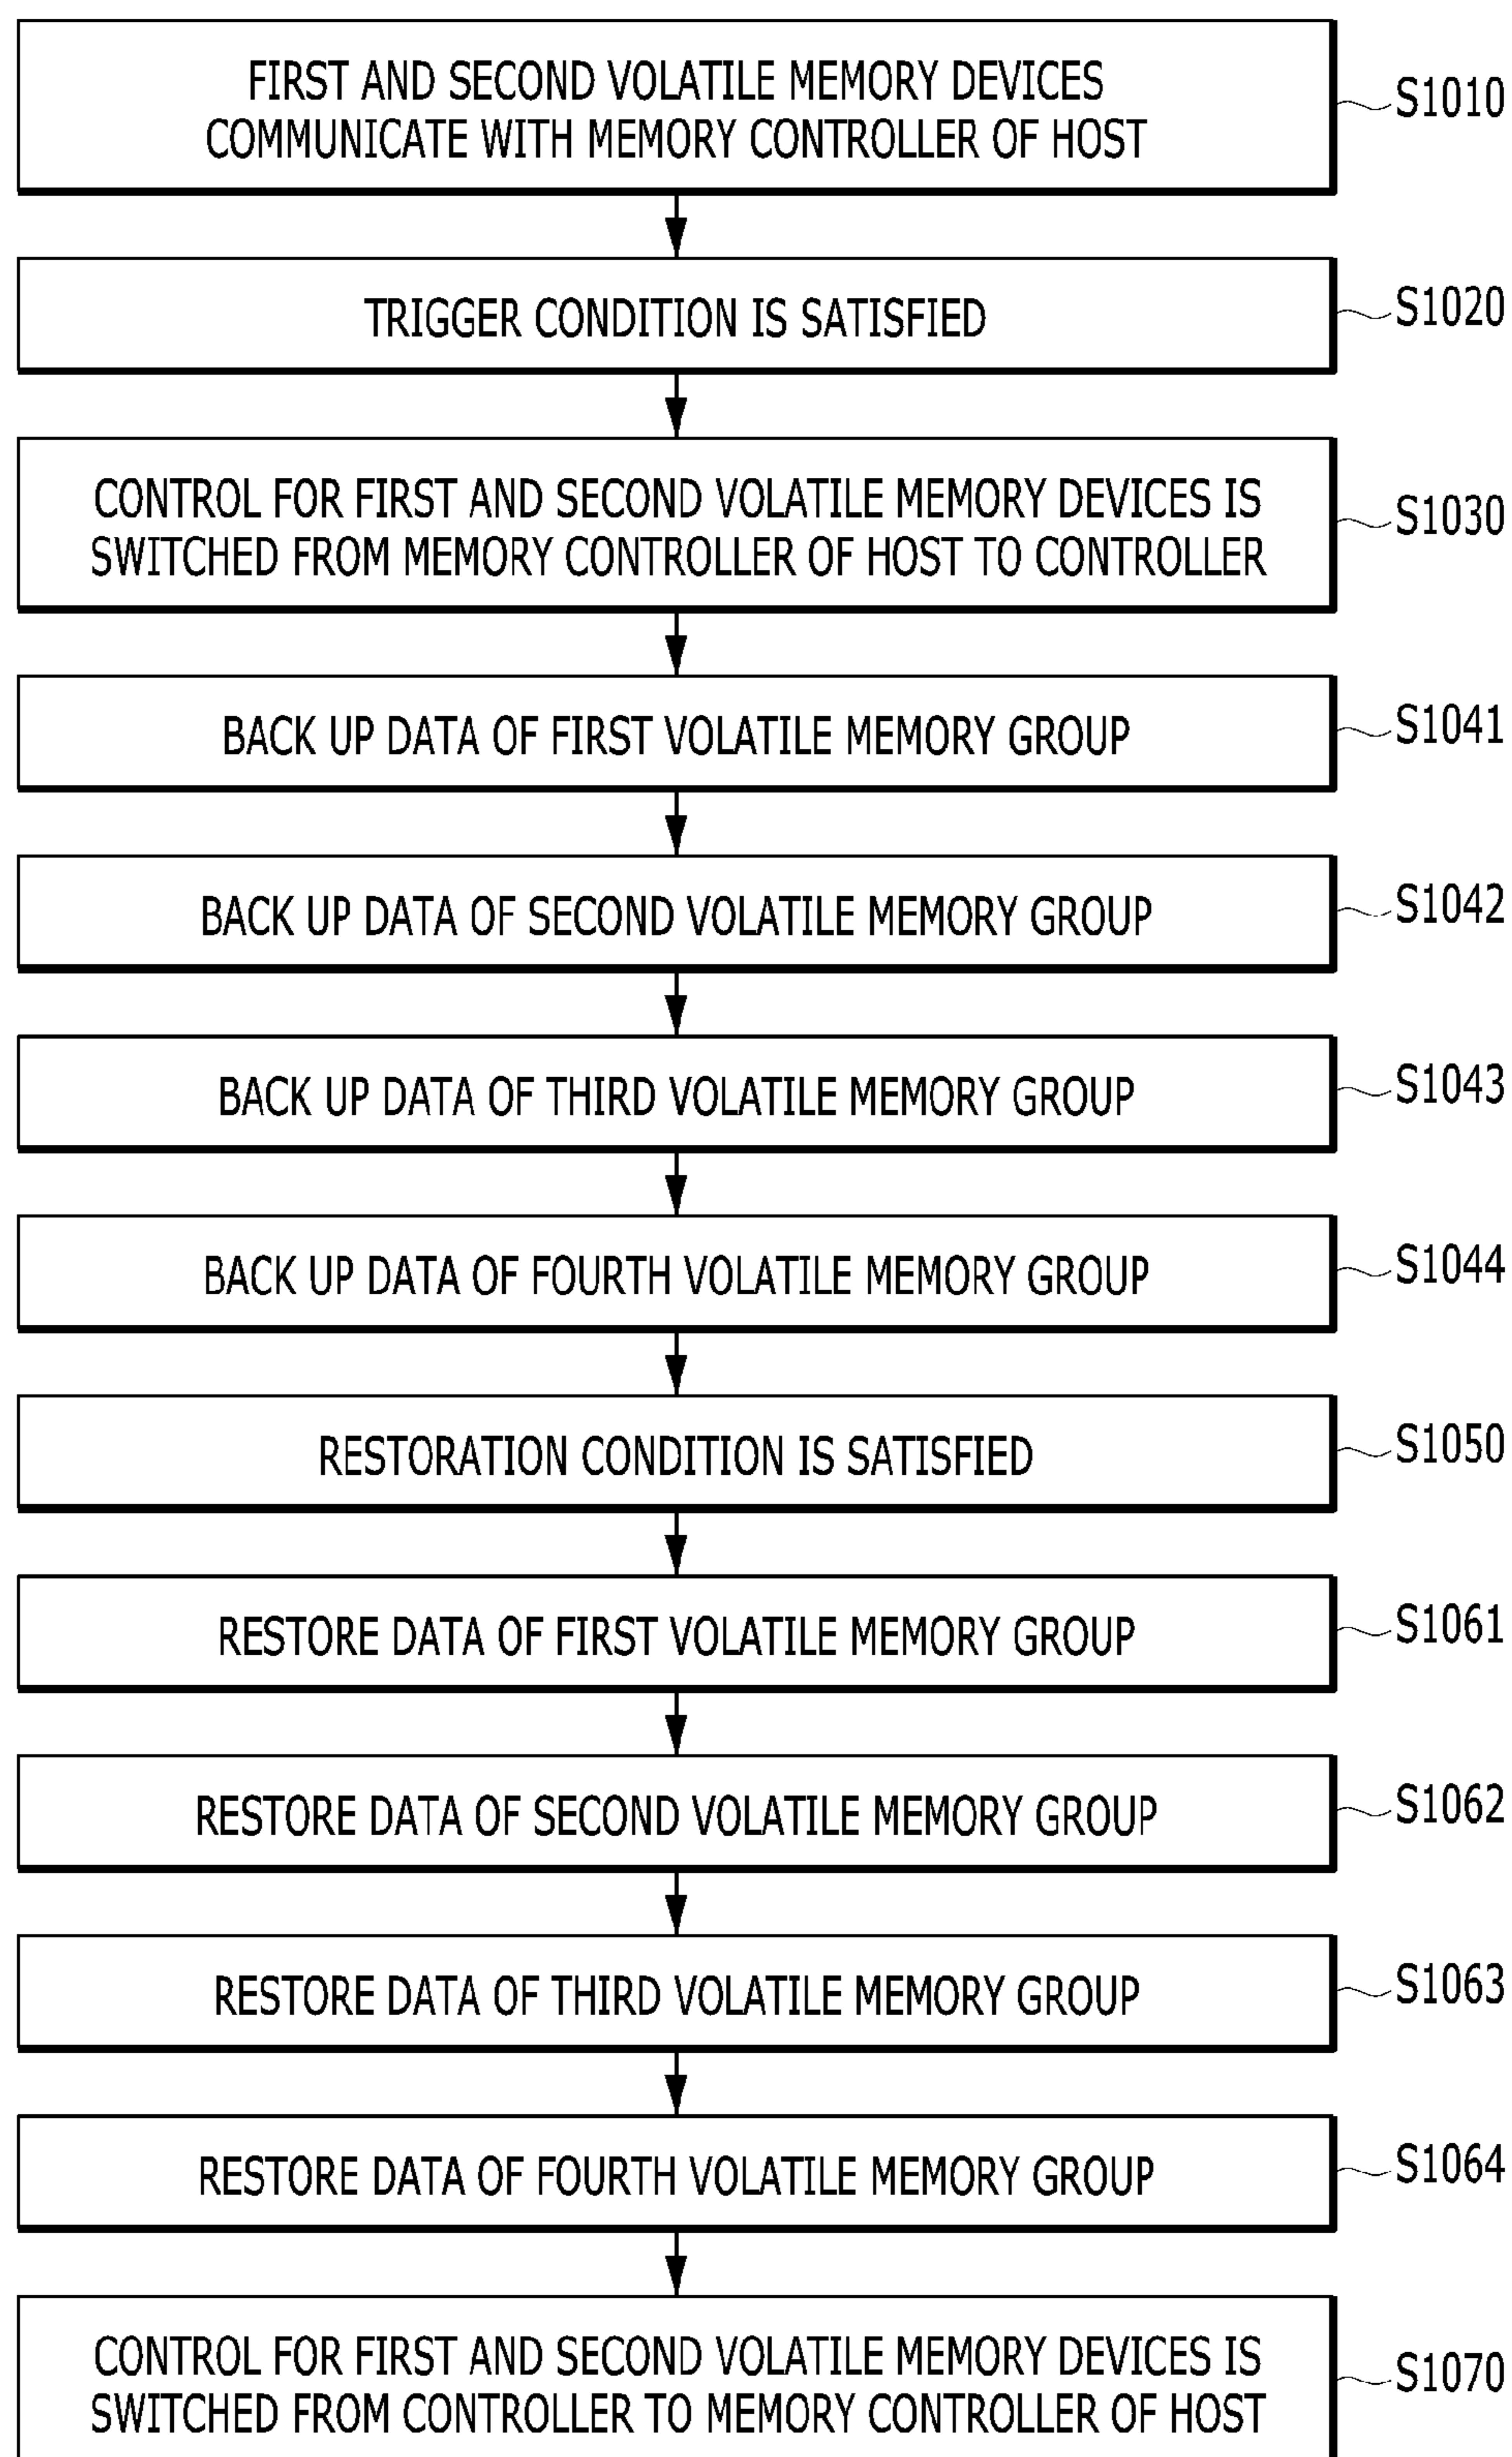 FIRST AND SECOND VOLATILE MEMORY DEVICES
COMMUNICATE WITH MEMORY CONTROLLER OF HOST
S1010
TRIGGER CONDITION IS SATISFIED
S1020
CONTROL FOR FIRST AND SECOND VOLATILE MEMORY DEVICES IS
SWITCHED FROM MEMORY CONTROLLER OF HOST TO CONTROLLER
S1030
BACK UP DATA OF FIRST VOLATILE MEMORY GROUP
S1041
BACK UP DATA OF SECOND VOLATILE MEMORY GROUP
S1042
BACK UP DATA OF THIRD VOLATILE MEMORY GROUP
S1043
BACK UP DATA OF FOURTH VOLATILE MEMORY GROUP
S1044
RESTORATION CONDITION IS SATISFIED
S1050
RESTORE DATA OF FIRST VOLATILE MEMORY GROUP
S1061
RESTORE DATA OF SECOND VOLATILE MEMORY GROUP
S1062
RESTORE DATA OF THIRD VOLATILE MEMORY GROUP
S1063
RESTORE DATA OF FOURTH VOLATILE MEMORY GROUP
S1064
CONTROL FOR FIRST AND SECOND VOLATILE MEMORY DEVICES IS
SWITCHED FROM CONTROLLER TO MEMORY CONTROLLER OF HOST
S1070